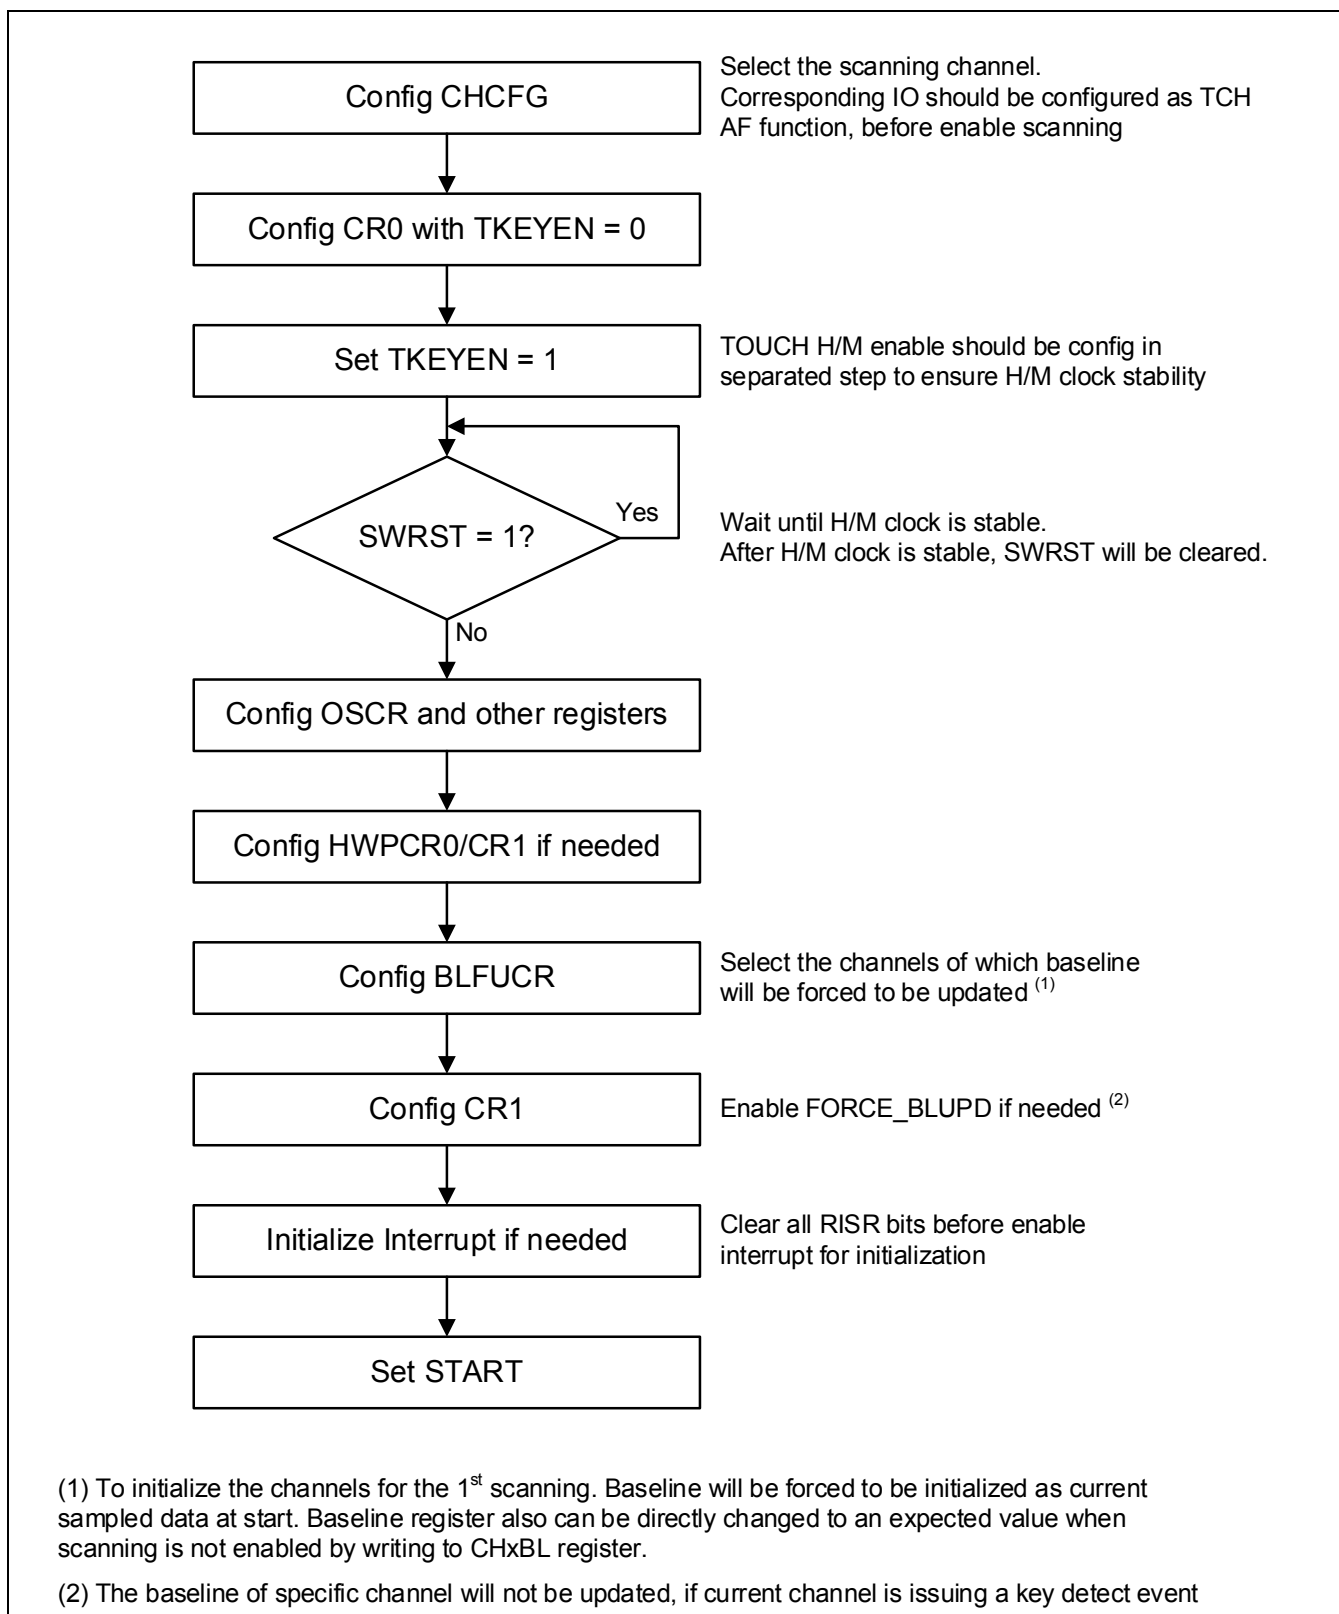 Config CHCFG
Select the scanning channel.
Corresponding IO should be configured as TCH
AF function, before enable scanning
Config CR0 with TKEYEN = 0
Set TKEYEN = 1
TOUCH H/M enable should be config in
separated step to ensure H/M clock stability
SWRST = 1?
Yes
Wait until H/M clock is stable.
After H/M clock is stable, SWRST will be cleared.
No
Config OSCR and other registers
Config HWPCR0/CR1 if needed
Config BLFUCR
Select the channels of which baseline
will be forced to be updated (1)
Config CR1
Enable FORCE_BLUPD if needed (2)
Initialize Interrupt if needed
Clear all RISR bits before enable
interrupt for initialization
Set START
(1) To initialize the channels for the 1st scanning. Baseline will be forced to be initialized as current
sampled data at start. Baseline register also can be directly changed to an expected value when
scanning is not enabled by writing to CHxBL register.
(2) The baseline of specific channel will not be updated, if current channel is issuing a key detect event